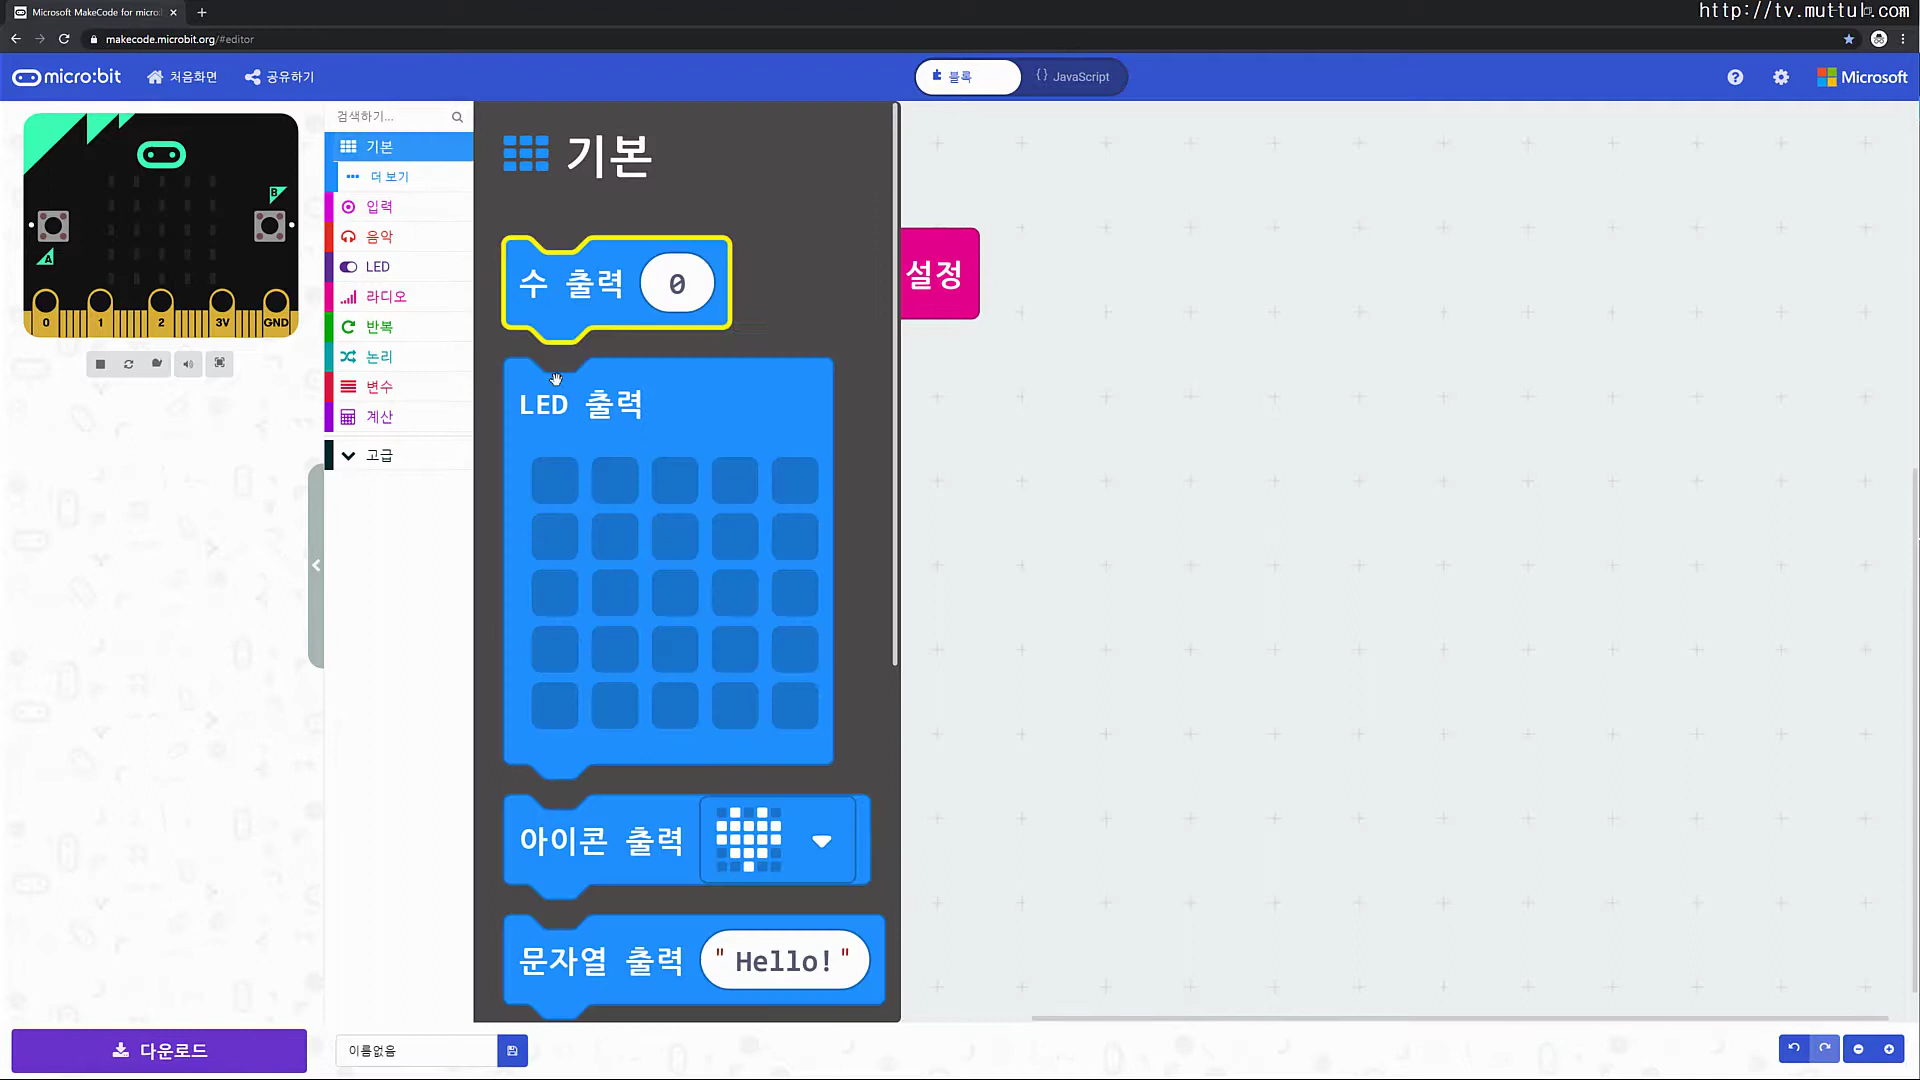 Microsoft MakeCode for micro:
http://tv.muttul.com
makecode.microbit.org/#editor
micro:bit
처음화면
공유하기
블록
{} JavaScript
Microsoft
검색하기...
기본
더 보기
입력
음악
LED
라디오
반복
논리
변수
계산
고급
A
B
0
1
2
3V
GND
기본
수 출력 0
설정
LED 출력
아이콘 출력
문자열 출력 "Hello!"
다운로드
이름없음